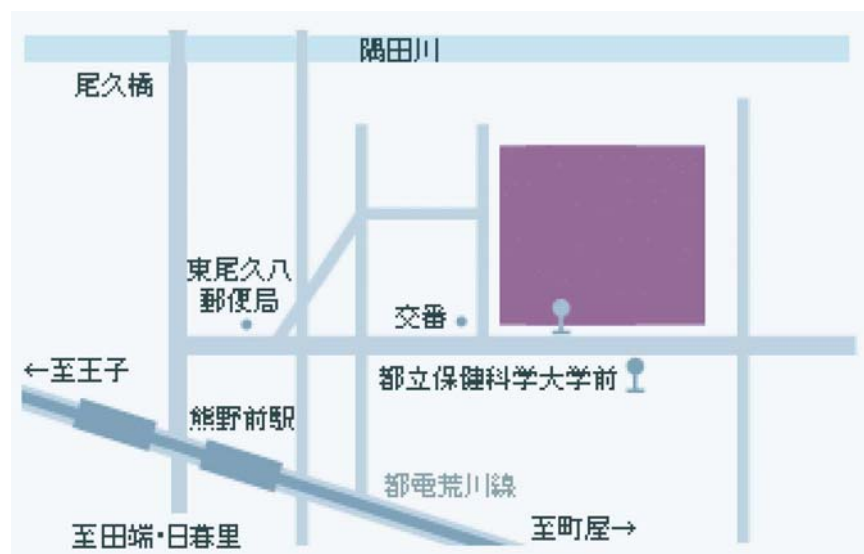 隅田川
尾久橋
東尾久八
郵便局
交番
←至王子
都立保健科学大学前
熊野前駅
都電荒川線
至町屋→
至田端・日暮里